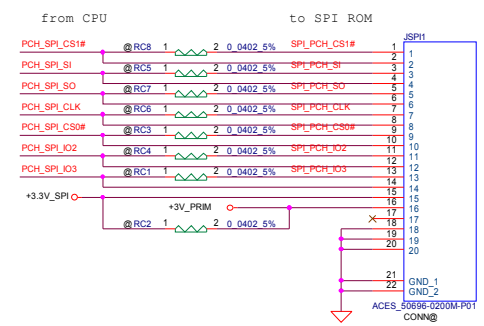 from CPU to SPI ROM
JSPI1
PCH_SPI_CS1# @ RC8 1 2 0_0402_5% SPI_PCH_CS1# 1 1
2 2
PCH_SPI_SI @ RC5 1 2 0_0402_5% SPI_PCH_SI 3 3
4 4
PCH_SPI_SO @ RC7 1 2 0_0402_5% SPI_PCH_SO 5 5
6 6
PCH_SPI_CLK @ RC6 1 2 0_0402_5% SPI_PCH_CLK 7 7
8 8
PCH_SPI_CS0# @ RC3 1 2 0_0402_5% SPI_PCH_CS0# 9 9
10 10
PCH_SPI_IO2 @ RC4 1 2 0_0402_5% SPI_PCH_IO2 11 11
12 12
PCH_SPI_IO3 @ RC1 1 2 0_0402_5% SPI_PCH_IO3 13 13
14 14
+3.3V_SPI 15 15
+3V_PRIM 16 16
17 17
@ RC2 1 2 0_0402_5% 18 18
19 19
20 20
21 GND_1
22 GND_2
ACES_50696-0200M-P01
CONN@